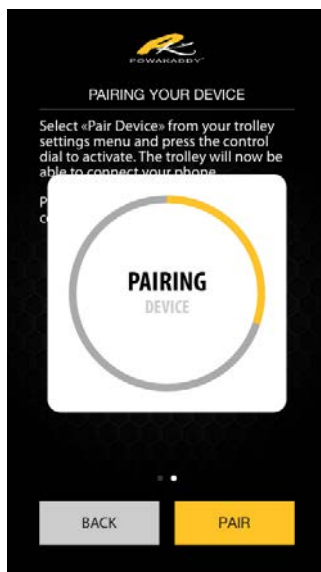 POWAKADDY
PAIRING YOUR DEVICE
Select «Pair Device» from your trolley
settings menu and press the control
dial to activate. The trolley will now be
able to connect your phone.
PAIRING
DEVICE
BACK
PAIR